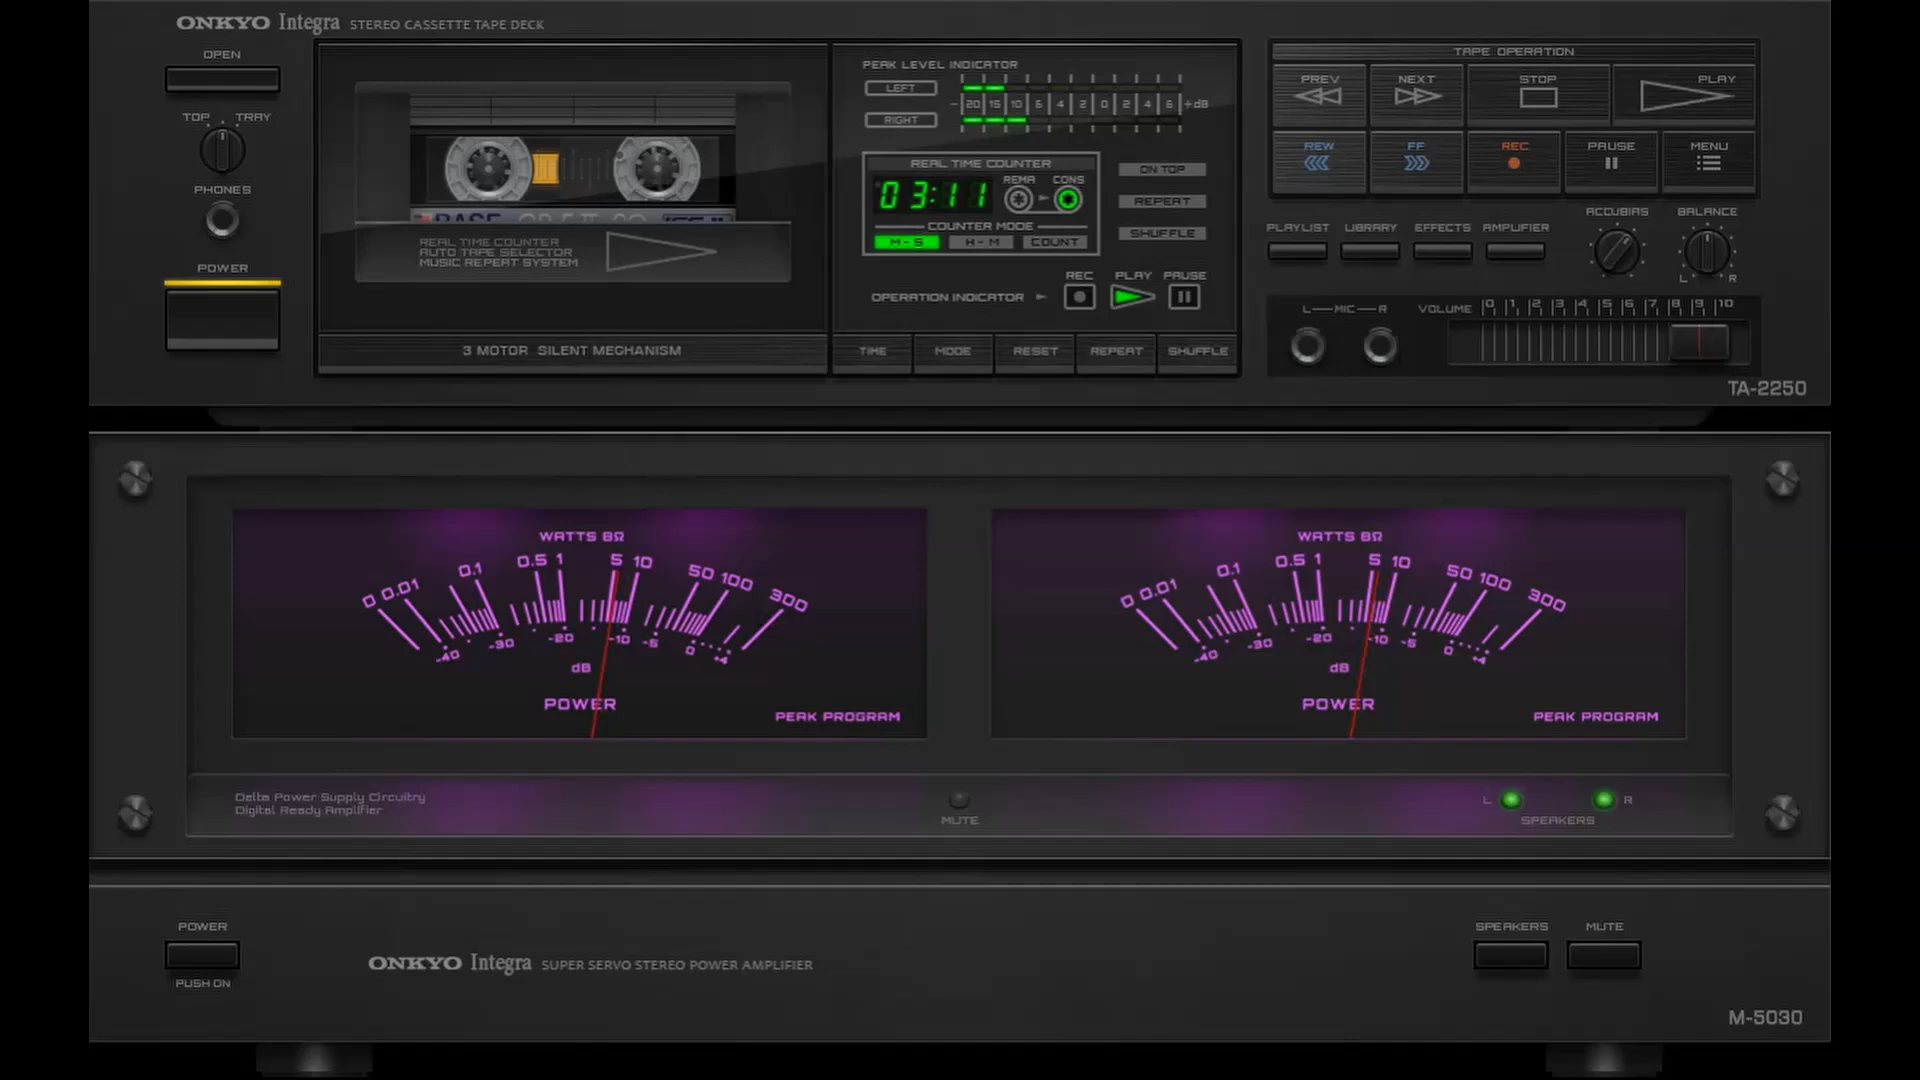 ONKYO Integra STEREO CASSETTE TAPE DECK
OPEN
TOP TRAY
PHONES
POWER
REAL TIME COUNTER
AUTO TAPE SELECTOR
MUSIC REPEAT SYSTEM
3 MOTOR SILENT MECHANISM
PEAK LEVEL INDICATOR
LEFT
- 20 15 10 6 4 2 0 2 4 6 +dB
RIGHT
REAL TIME COUNTER
03:11
REMA CONS
COUNTER MODE
M-S H-M COUNT
ON TOP
REPEAT
SHUFFLE
REC PLAY PAUSE
OPERATION INDICATOR
TIME MODE RESET REPEAT SHUFFLE
TAPE OPERATION
PREV NEXT STOP PLAY
REW FF REC PAUSE MENU
PLAYLIST LIBRARY EFFECTS AMPLIFIER
ACCUBIAS BALANCE
L R
L MIC R
VOLUME 0 1 2 3 4 5 6 7 8 9 10
TA-2250
WATTS 8Ω
0 0.01 0.1 0.5 1 5 10 50 100 300
-40 -30 -20 -10 -5 0 +4
dB
POWER
PEAK PROGRAM
WATTS 8Ω
0 0.01 0.1 0.5 1 5 10 50 100 300
-40 -30 -20 -10 -5 0 +4
dB
POWER
PEAK PROGRAM
Delta Power Supply Circuitry
Digital Ready Amplifier
MUTE
L R
SPEAKERS
POWER
PUSH ON
ONKYO Integra SUPER SERVO STEREO POWER AMPLIFIER
SPEAKERS MUTE
M-5030